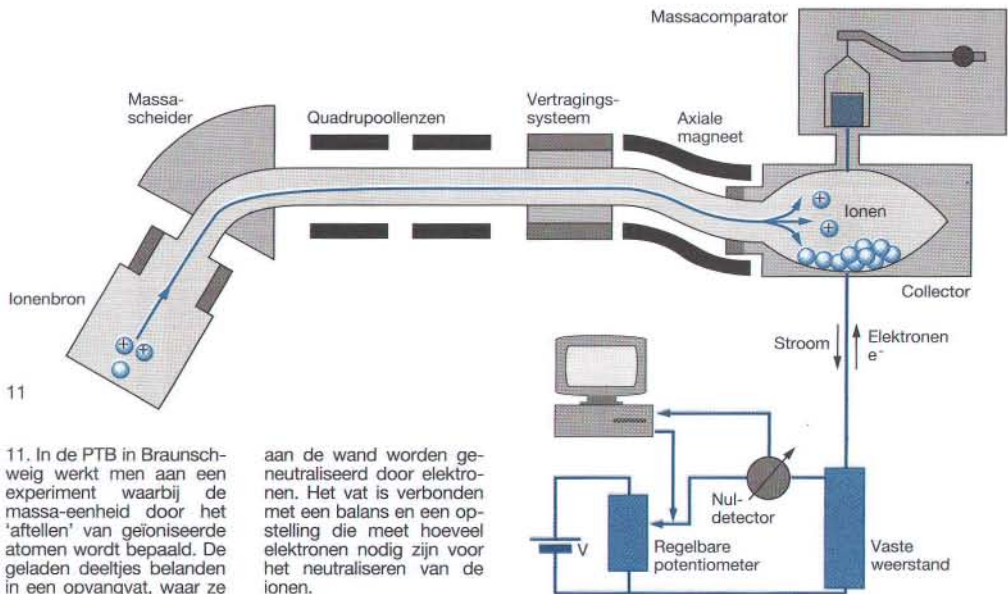 Massacomparator
Massa-
scheider
Quadrupoollenzen
Vertragings-
systeem
Axiale
magneet
Ionen
Ionenbron
Collector
Stroom
Elektronen
e⁻
11
Nul-
detector
V
Regelbare
potentiometer
Vaste
weerstand
11. In de PTB in Braunsch-
weig werkt men aan een
experiment waarbij de
massa-eenheid door het
'aftellen' van geïoniseerde
atomen wordt bepaald. De
geladen deeltjes belanden
in een opvangvat, waar ze
aan de wand worden ge-
neutraliseerd door elektro-
nen. Het vat is verbonden
met een balans en een op-
stelling die meet hoeveel
elektronen nodig zijn voor
het neutraliseren van de
ionen.